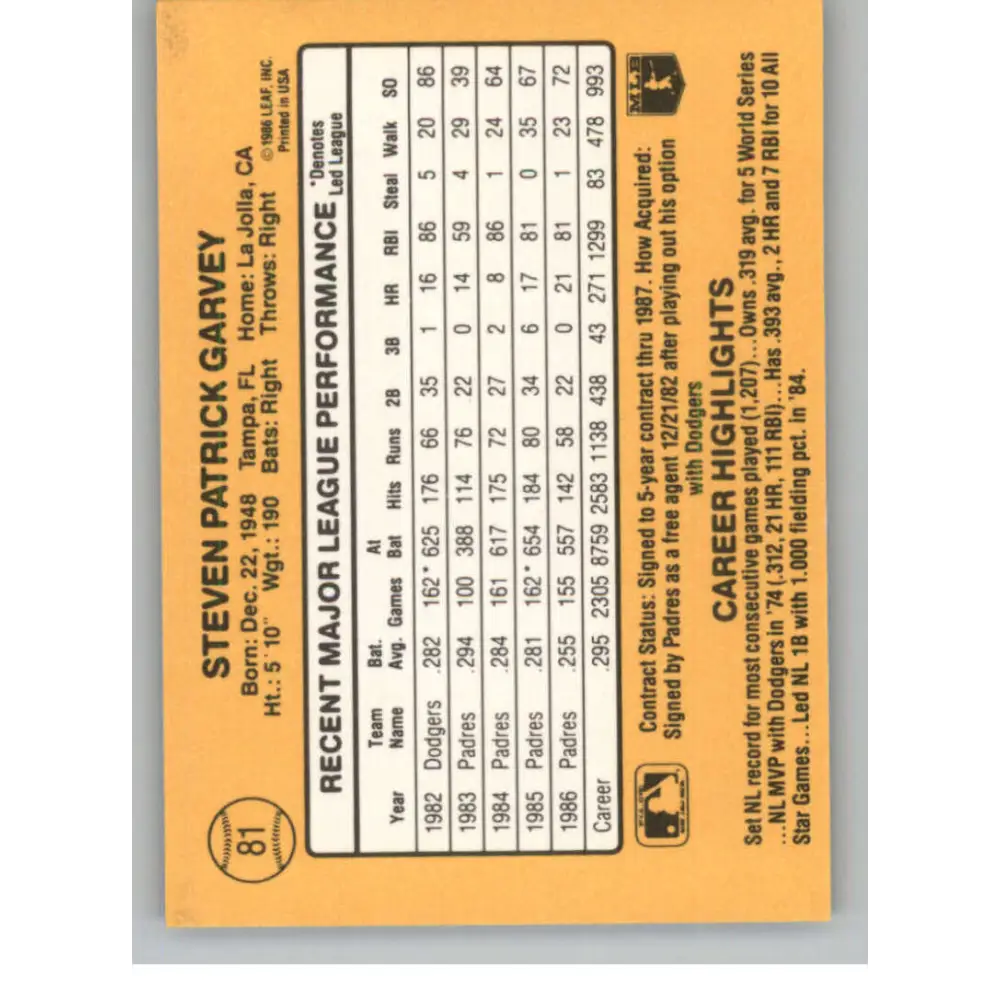 81
STEVEN PATRICK GARVEY
Born: Dec. 22, 1948 Tampa, FL Home: La Jolla, CA
Ht.: 5'10" Wgt.: 190 Bats: Right Throws: Right
©1986 LEAF, INC.
Printed in USA
RECENT MAJOR LEAGUE PERFORMANCE
*Denotes
Led League
Year Team Name Bat. Avg. Games At Bat Hits Runs 2B 3B HR RBI Steal Walk SO
1982 Dodgers .282 162* 625 176 66 35 1 16 86 5 20 86
1983 Padres .294 100 388 114 76 22 0 14 59 4 29 39
1984 Padres .284 161 617 175 72 27 2 8 86 1 24 64
1985 Padres .281 162* 654 184 80 34 6 17 81 0 35 67
1986 Padres .255 155 557 142 58 22 0 21 81 1 23 72
Career .295 2305 8759 2583 1138 438 43 271 1299 83 478 993
Contract Status: Signed to 5-year contract thru 1987. How Acquired:
Signed by Padres as a free agent 12/21/82 after playing out his option
with Dodgers
MLB
CAREER HIGHLIGHTS
Set NL record for most consecutive games played (1,207)...Owns .319 avg. for 5 World Series
...NL MVP with Dodgers in '74 (.312, 21 HR, 111 RBI)...Has .393 avg., 2 HR and 7 RBI for 10 All
Star Games...Led NL 1B with 1.000 fielding pct. in '84.